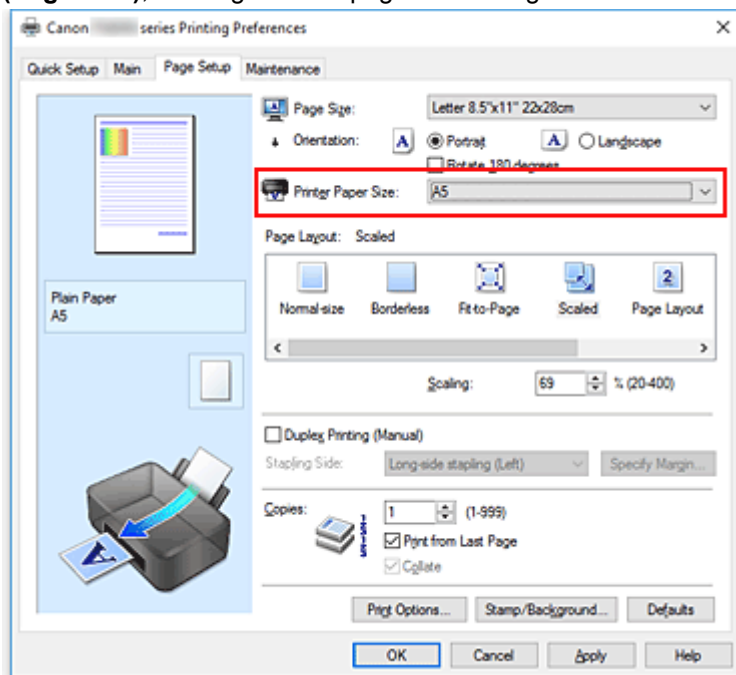 Canon series Printing Preferences
Quick Setup Main Page Setup Maintenance
Page Size: Letter 8.5"x11" 22x28cm
Orientation: A Portrait A Landscape
Rotate 180 degrees
Printer Paper Size: A5
Page Layout: Scaled
2
Normal-size Borderless Fit-to-Page Scaled Page Layout
Plain Paper
A5
Scaling: 69 % (20-400)
Duplex Printing (Manual)
Stapling Side: Long-side stapling (Left) Specify Margin...
Copies: 1 (1-999)
Print from Last Page
Collate
Print Options... Stamp/Background... Defaults
OK Cancel Apply Help